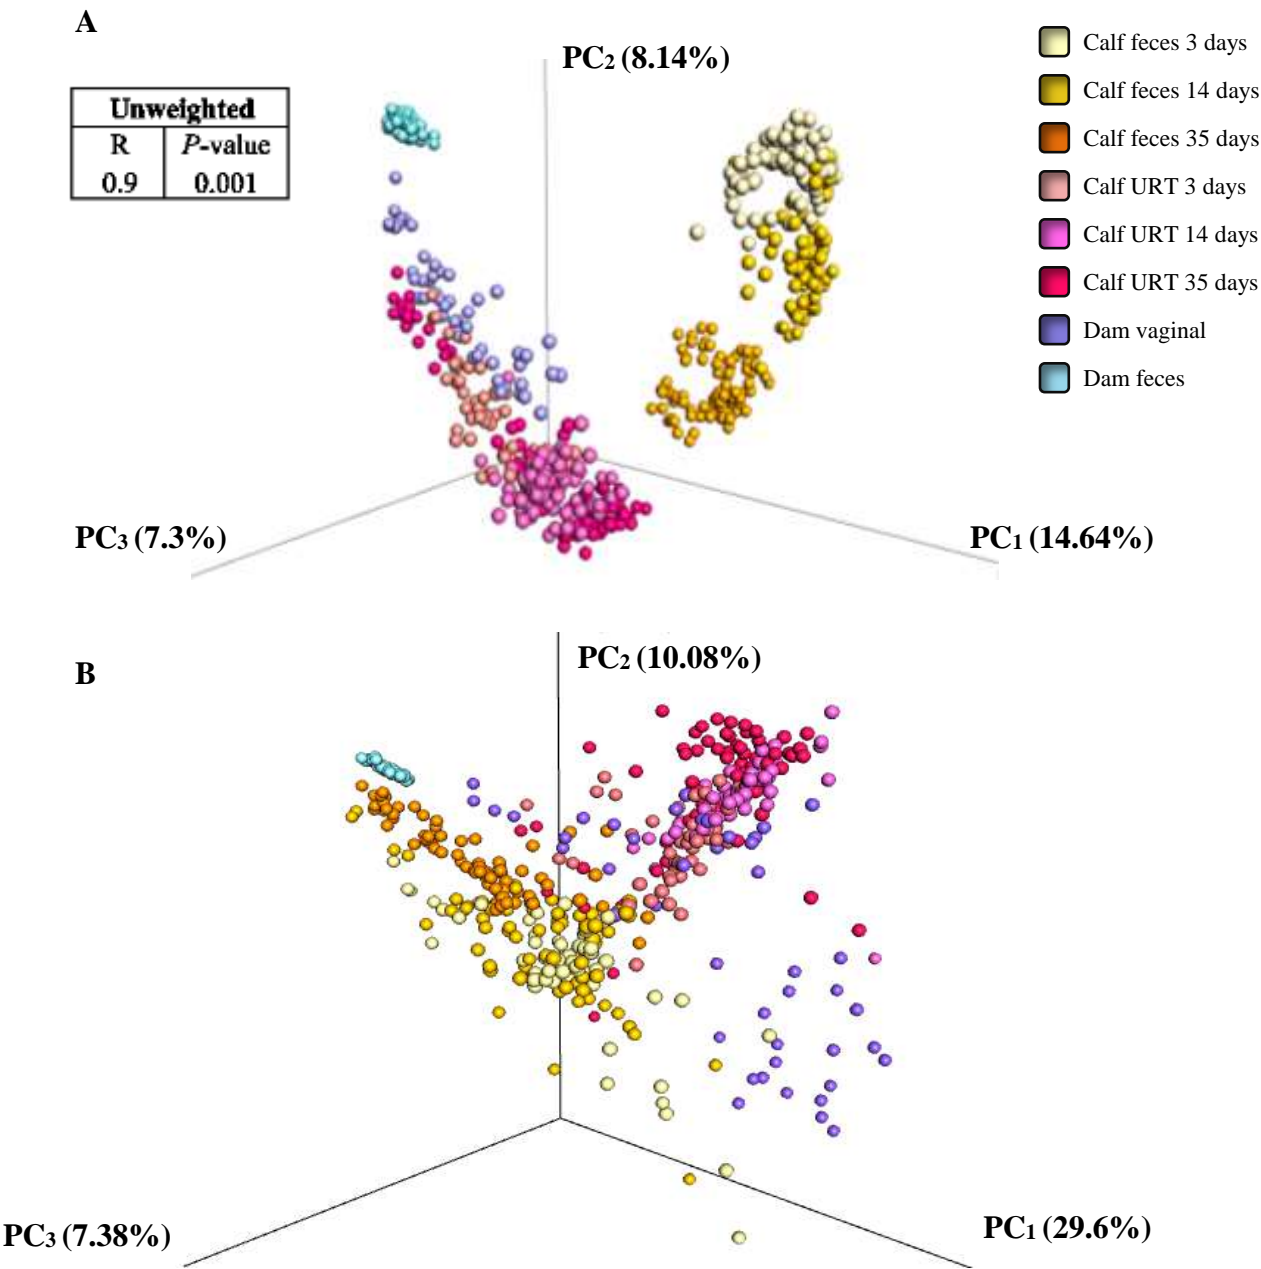 A
PC2 (8.14%)
Unweighted
R P-value
0.9 0.001
Calf feces 3 days
Calf feces 14 days
Calf feces 35 days
Calf URT 3 days
Calf URT 14 days
Calf URT 35 days
Dam vaginal
Dam feces
PC3 (7.3%)
PC1 (14.64%)
B
PC2 (10.08%)
PC3 (7.38%)
PC1 (29.6%)